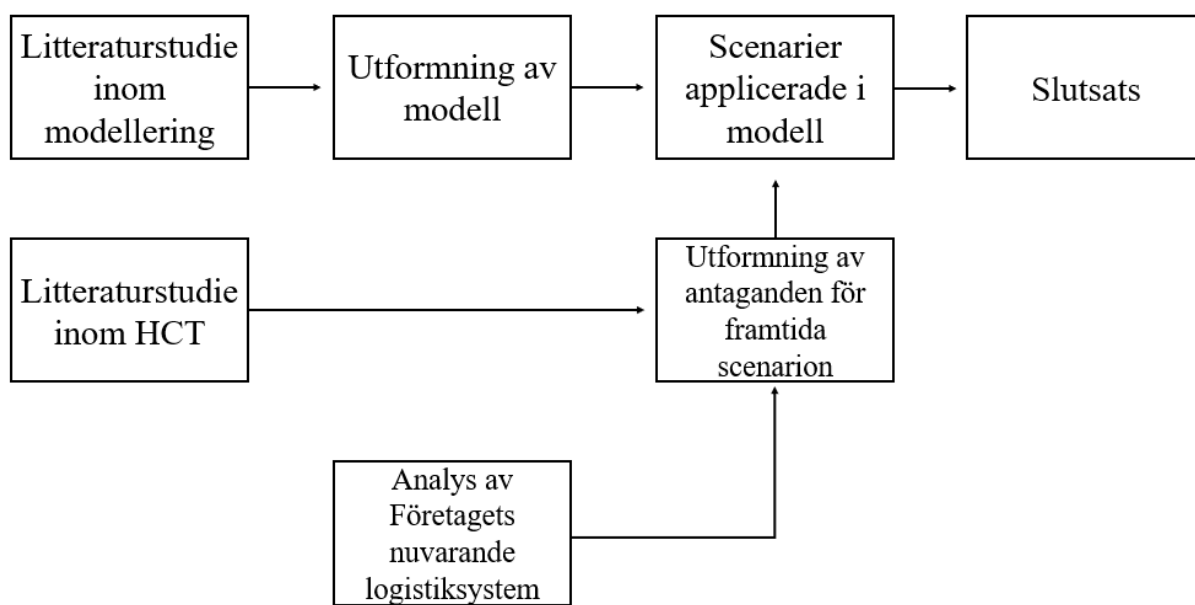 Litteraturstudie
inom
modellering
Utformning av
modell
Scenarier
applicerade i
modell
Slutsats
Litteraturstudie
inom HCT
Utformning av
antaganden för
framtida
scenarion
Analys av
Företagets
nuvarande
logistiksystem